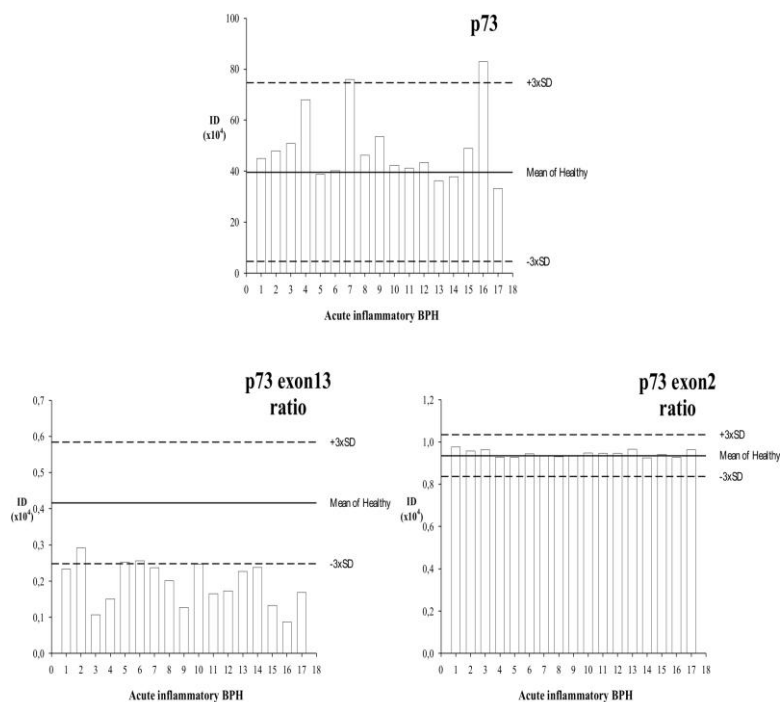 p73
100
80
60
40
20
0
ID
(x10⁴)
+3xSD
Mean of Healthy
-3xSD
0 1 2 3 4 5 6 7 8 9 10 11 12 13 14 15 16 17 18
Acute inflammatory BPH
p73 exon13
ratio
0,7
0,6
0,5
0,4
0,3
0,2
0,1
0,0
ID
(x10⁴)
+3xSD
Mean of Healthy
-3xSD
0 1 2 3 4 5 6 7 8 9 10 11 12 13 14 15 16 17 18
Acute inflammatory BPH
p73 exon2
ratio
1,2
1,0
0,8
0,6
0,4
0,2
0,0
ID
(x10⁴)
+3xSD
Mean of Healthy
-3xSD
0 1 2 3 4 5 6 7 8 9 10 11 12 13 14 15 16 17 18
Acute inflammatory BPH